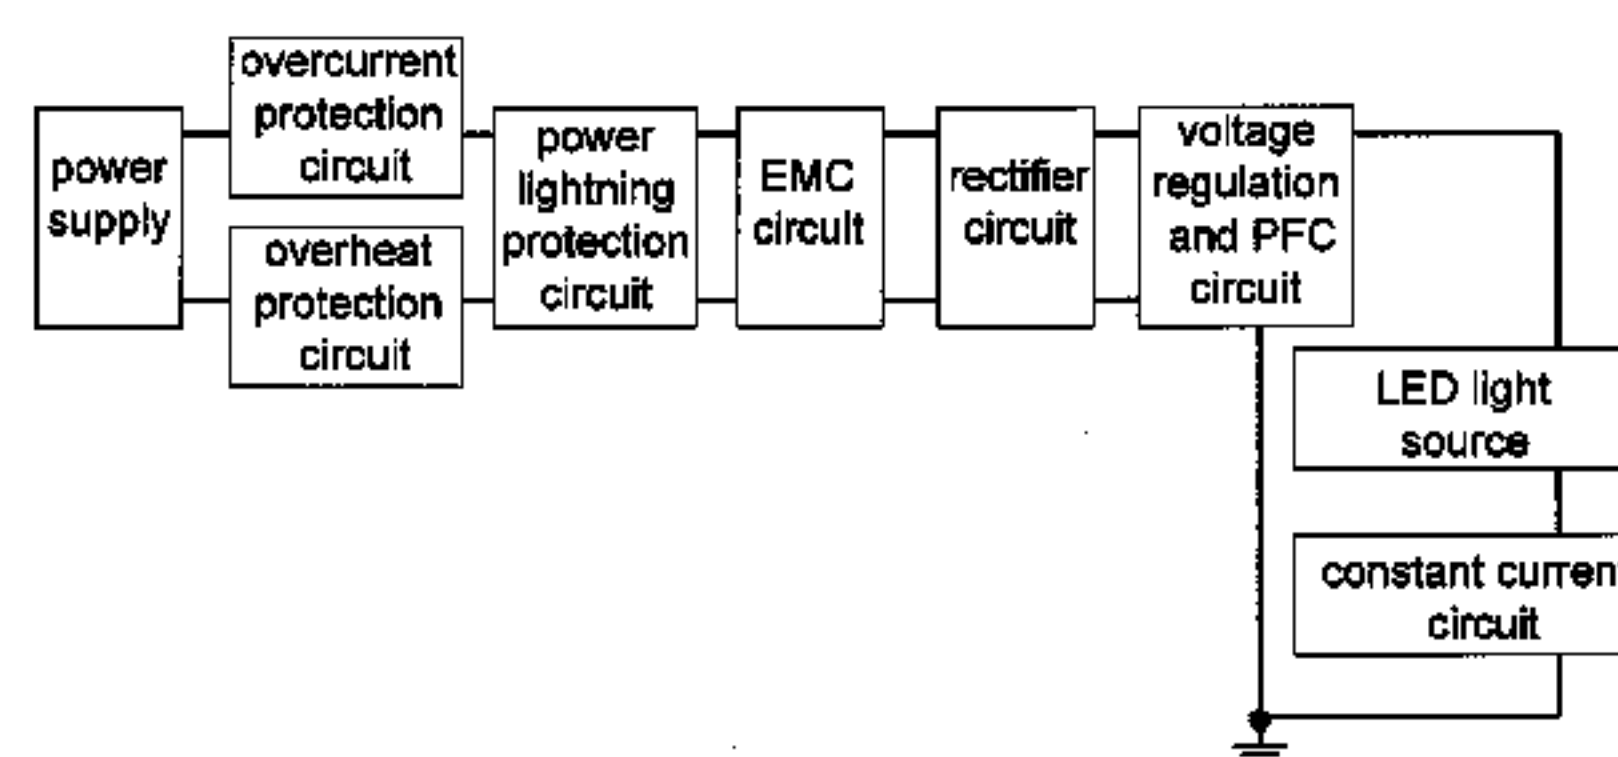 power
supply
overcurrent
protection
circuit
overheat
protection
circuit
power
lightning
protection
circuit
EMC
circuit
rectifier
circuit
voltage
regulation
and PFC
circuit
LED light
source
constant curren
circuit